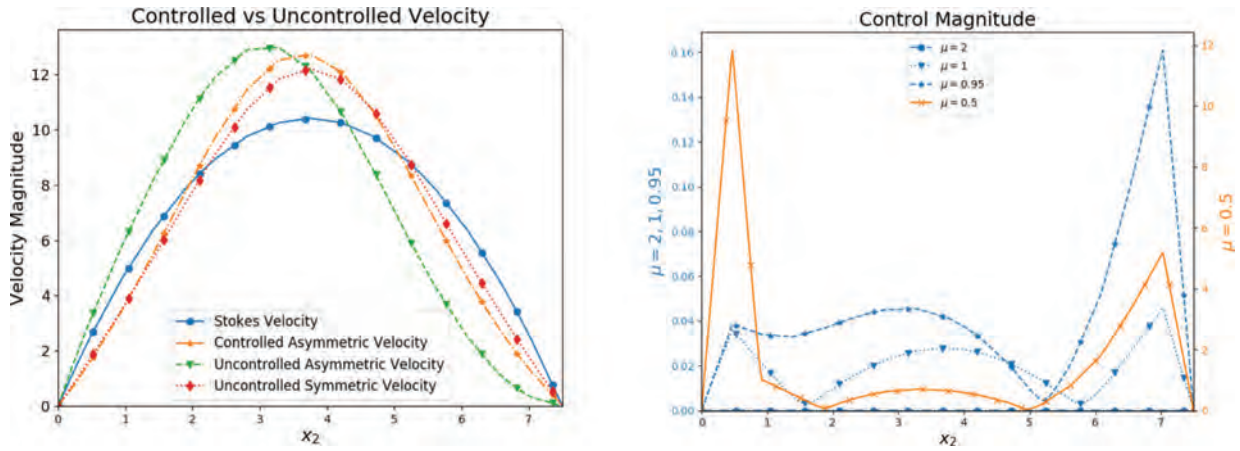 Controlled vs Uncontrolled Velocity
Velocity Magnitude
12
10
8
6
4
2
0
Stokes Velocity
Controlled Asymmetric Velocity
Uncontrolled Asymmetric Velocity
Uncontrolled Symmetric Velocity
0 1 2 3 4 5 6 7
x₂
Control Magnitude
μ = 2, 1, 0.95
0.16
0.14
0.12
0.10
0.08
0.06
0.04
0.02
0.00
μ = 2
μ = 1
μ = 0.95
μ = 0.5
12
10
8
6
4
2
0
μ = 0.5
0 1 2 3 4 5 6 7
x₂